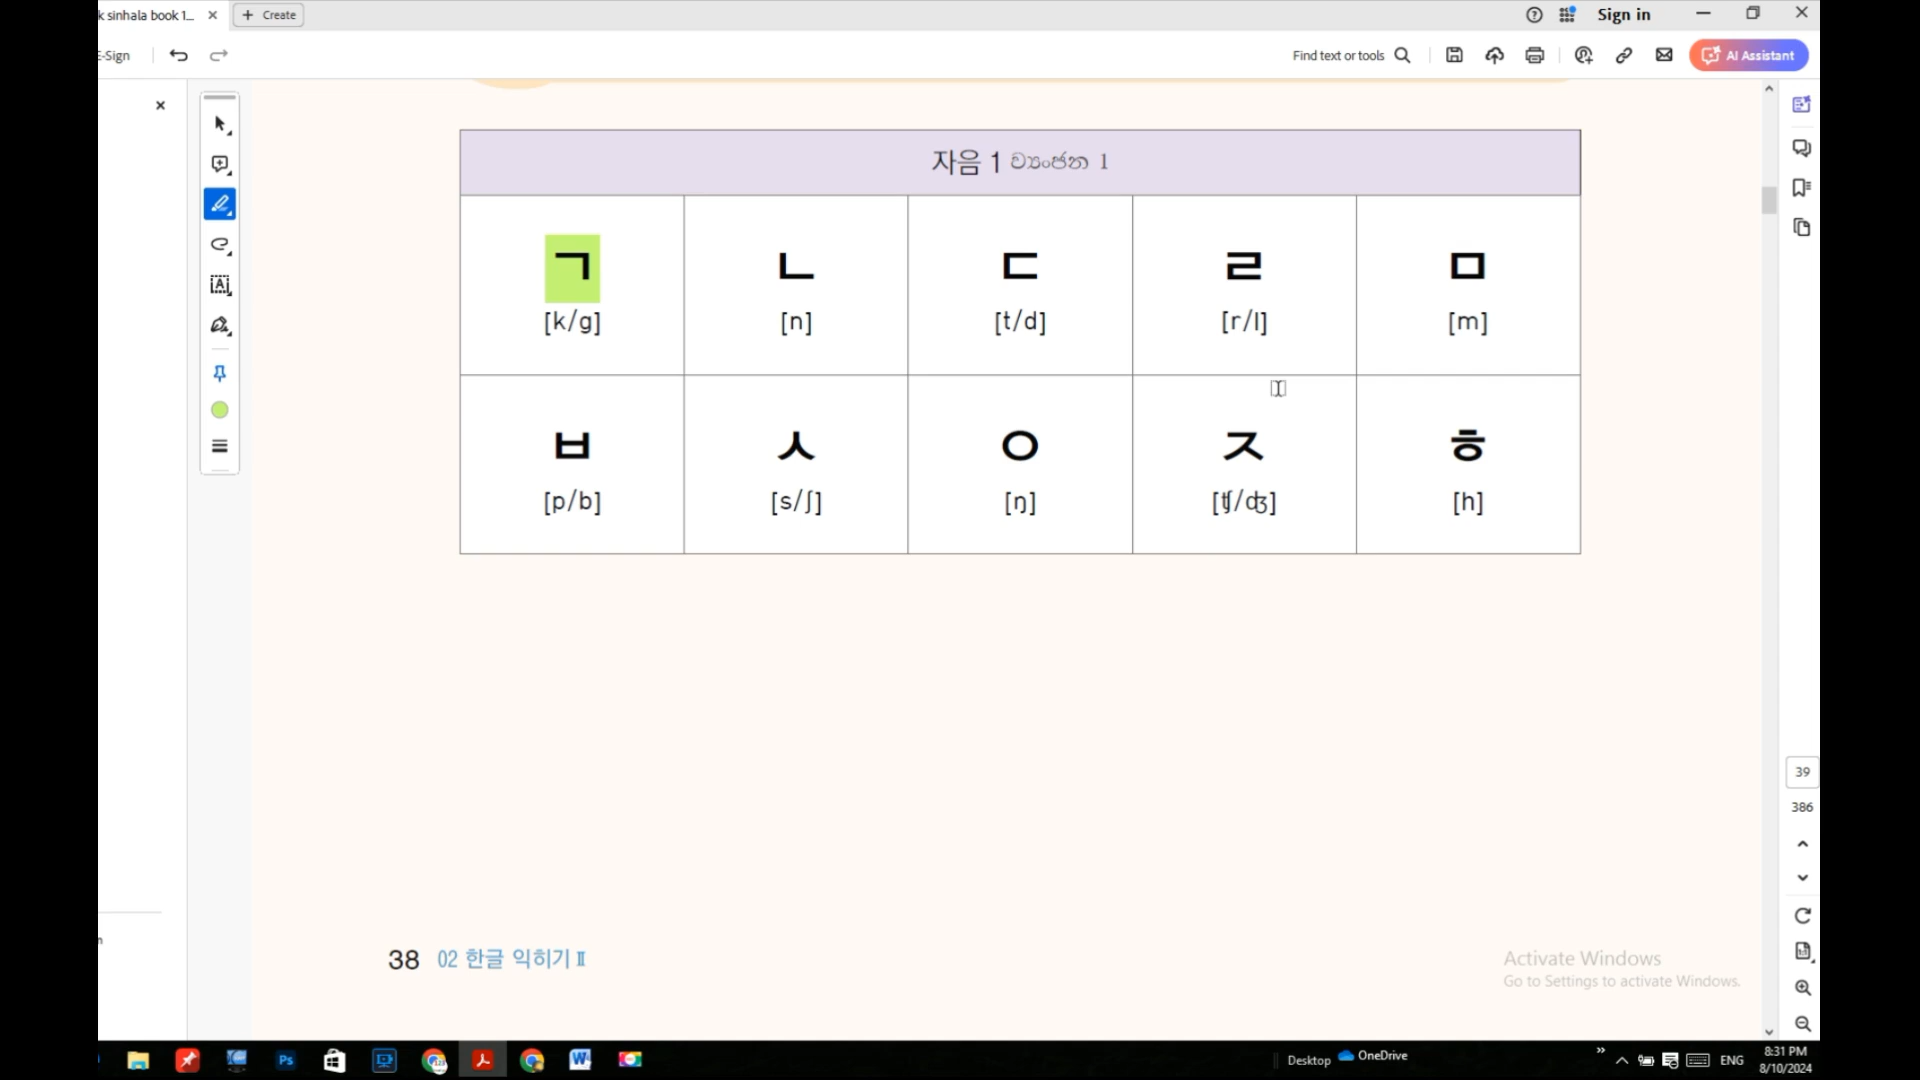 k sinhala book 1...
Create
Sign in
E-Sign
Find text or tools
AI Assistant
자음 1 ව්‍යංජන 1
ㄱ ㄴ ㄷ ㄹ ㅁ
[k/g] [n] [t/d] [r/l] [m]
ㅂ ㅅ ㅇ ㅈ ㅎ
[p/b] [s/ʃ] [ŋ] [ʧ/ʤ] [h]
39
386
n
38 02 한글 익히기 Ⅱ
Activate Windows
Go to Settings to activate Windows.
Ps
W
Desktop
OneDrive
ENG
8:31 PM
8/10/2024